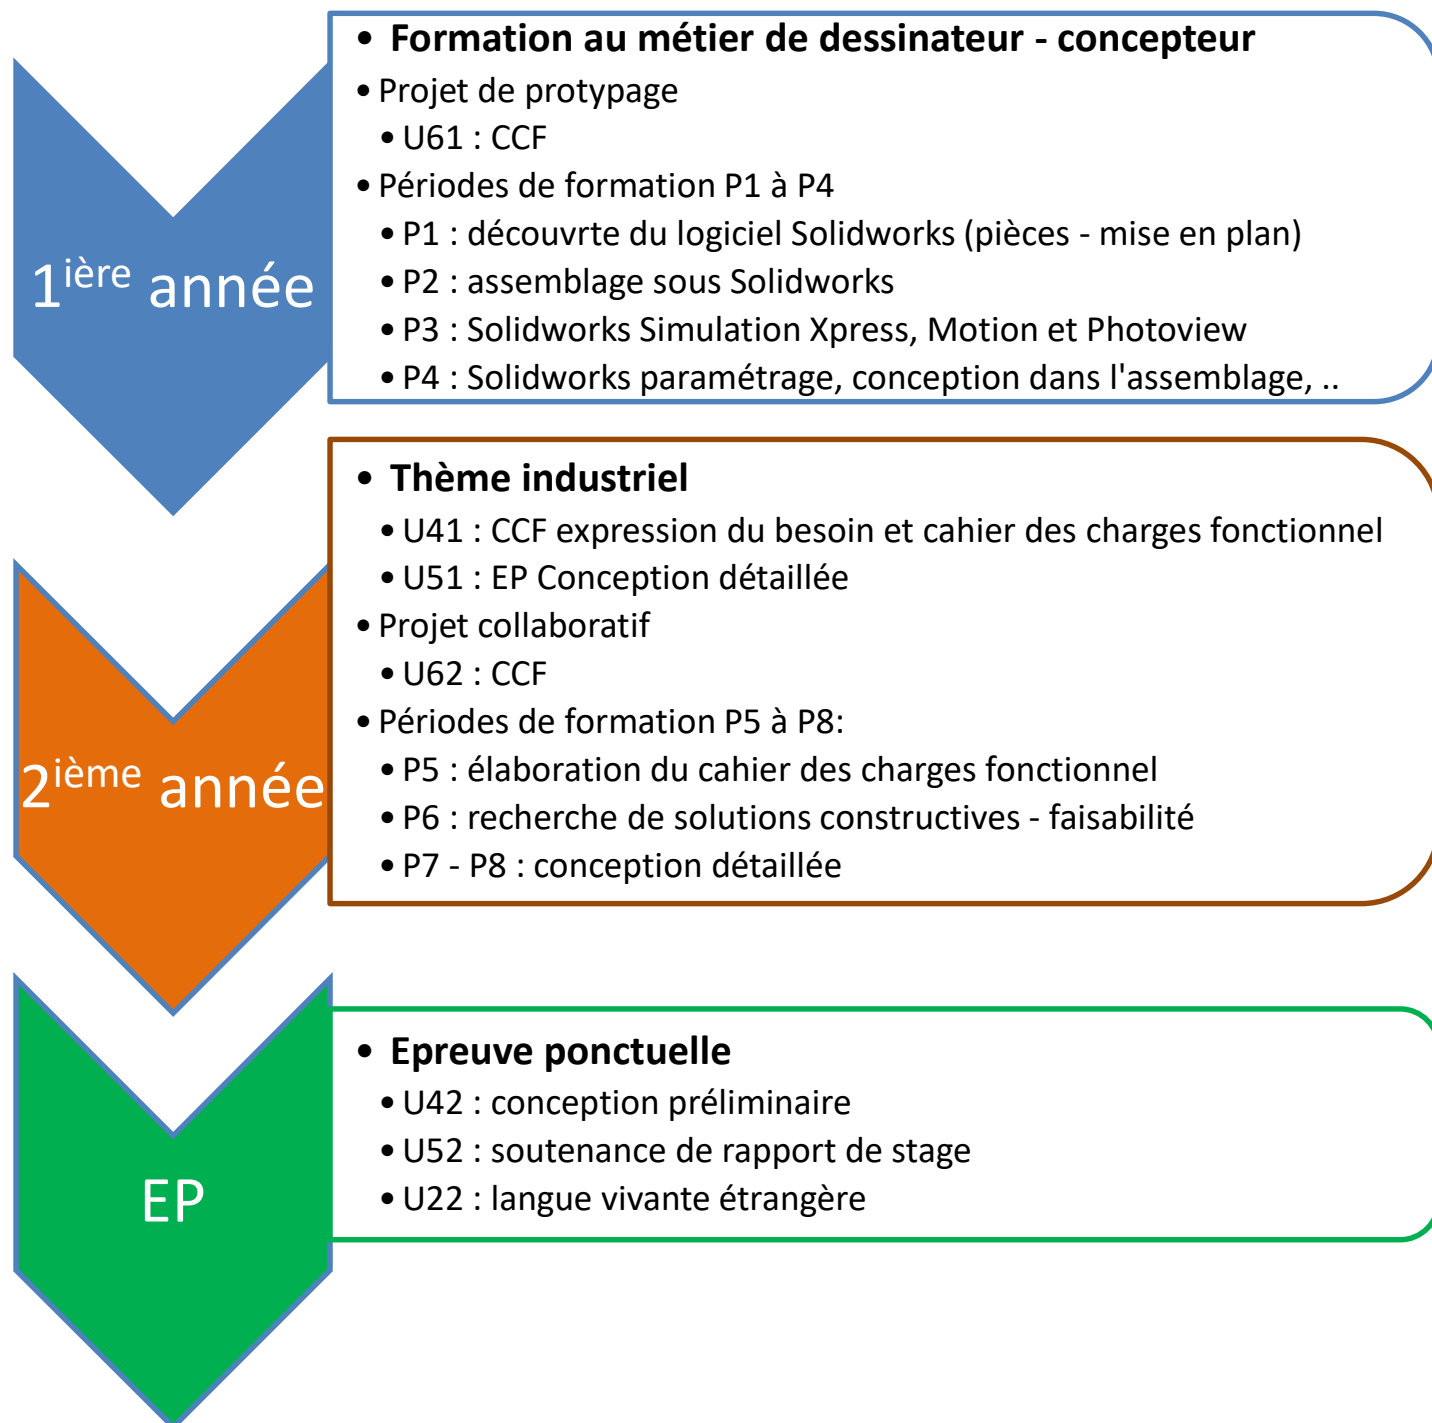 1ière année
• Formation au métier de dessinateur - concepteur
• Projet de protypage
• U61 : CCF
• Périodes de formation P1 à P4
• P1 : découvrte du logiciel Solidworks (pièces - mise en plan)
• P2 : assemblage sous Solidworks
• P3 : Solidworks Simulation Xpress, Motion et Photoview
• P4 : Solidworks paramétrage, conception dans l'assemblage, ..
2ième année
• Thème industriel
• U41 : CCF expression du besoin et cahier des charges fonctionnel
• U51 : EP Conception détaillée
• Projet collaboratif
• U62 : CCF
• Périodes de formation P5 à P8:
• P5 : élaboration du cahier des charges fonctionnel
• P6 : recherche de solutions constructives - faisabilité
• P7 - P8 : conception détaillée
EP
• Epreuve ponctuelle
• U42 : conception préliminaire
• U52 : soutenance de rapport de stage
• U22 : langue vivante étrangère